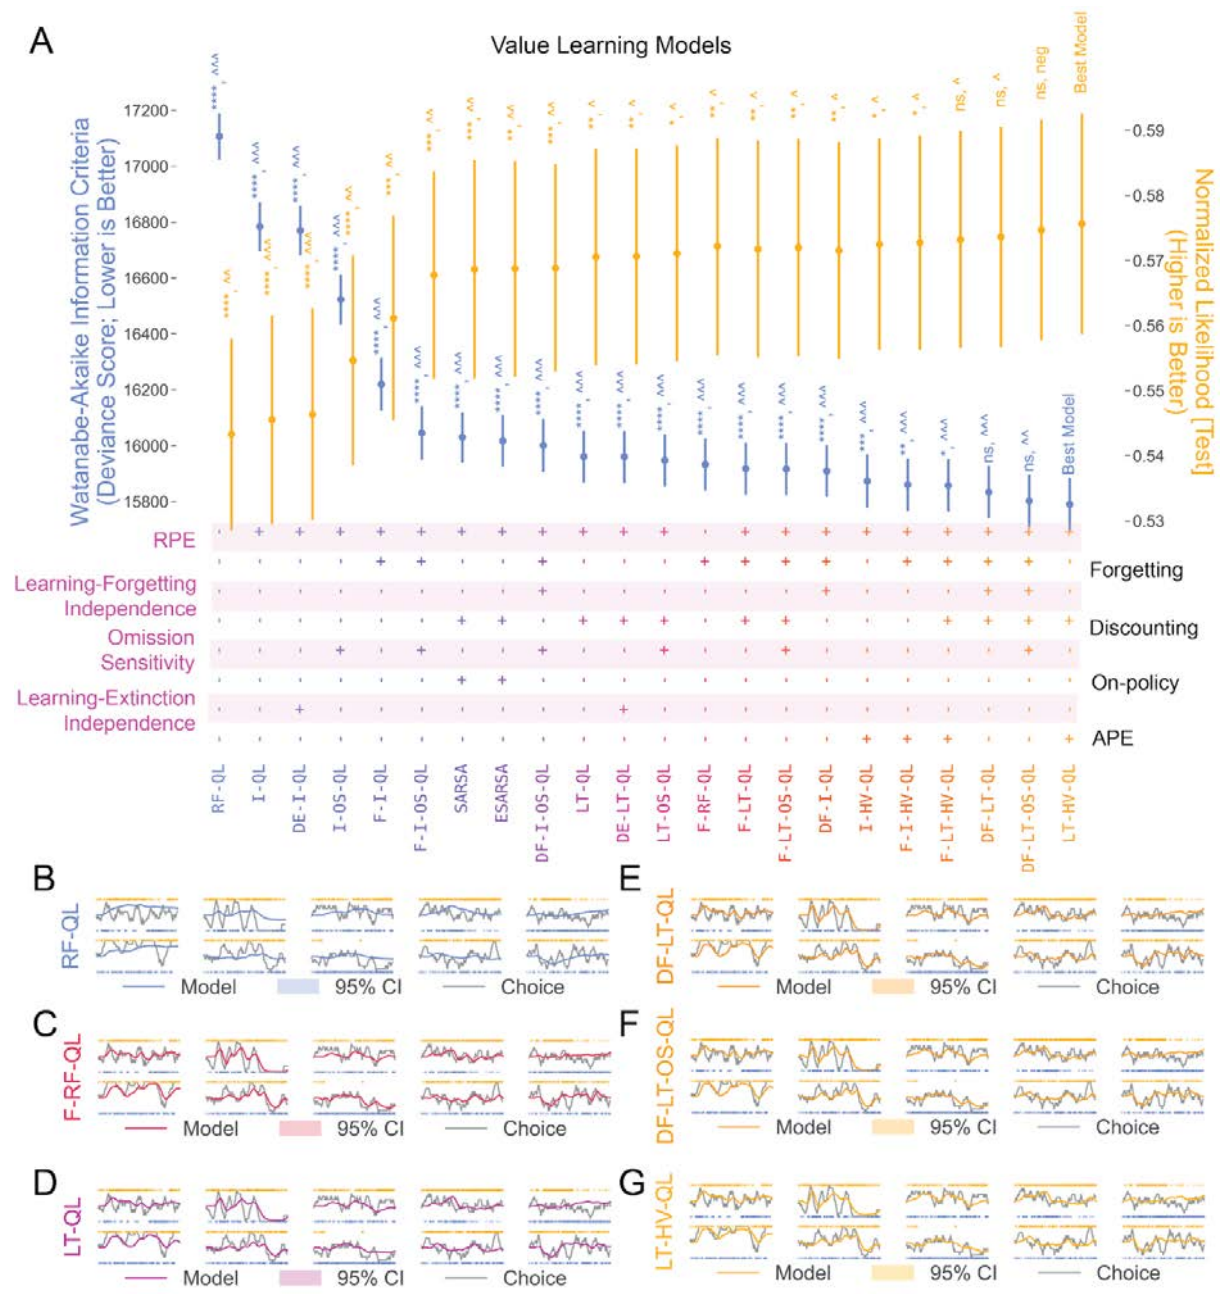 A
Value Learning Models
Watanabe-Akaike Information Criteria
(Deviance Score; Lower is Better)
17200
17000
16800
16600
16400
16200
16000
15800
0.59
0.58
0.57
0.56
0.55
0.54
0.53
Normalized Likelihood [Test]
(Higher is Better)
****, ^^^
****, ^^
****, ^^^
****, ^^^
****, ^^^
****, ^^^
****, ^^^
****, ^^^
****, ^^^
***, ^^
****, ^^^
***, ^^
****, ^^^
***, ^^
****, ^^^
**, ^^
****, ^^^
***, ^^
****, ^^^
**, ^
****, ^^^
**, ^
****, ^^^
*, ^
****, ^^^
**, ^
****, ^^^
**, ^
****, ^^^
**, ^
****, ^^^
**, ^
***, ^^^
*, ^
**, ^^^
*, ^
*, ^^^
ns, ^
ns, ^^^
ns, ^
ns, ^^
ns, neg
Best Model
Best Model
RPE
Forgetting
Learning-Forgetting
Independence
Discounting
Omission
Sensitivity
On-policy
Learning-Extinction
Independence
APE
RF-QL
I-QL
DE-I-QL
I-OS-QL
F-I-QL
F-I-OS-QL
SARSA
ESARSA
DF-I-OS-QL
LT-QL
DE-LT-QL
LT-OS-QL
F-RF-QL
F-LT-QL
F-LT-OS-QL
DF-I-QL
I-HV-QL
F-I-HV-QL
F-LT-HV-QL
DF-LT-QL
DF-LT-OS-QL
LT-HV-QL
B
RF-QL
Model 95% CI Choice
C
F-RF-QL
Model 95% CI Choice
D
LT-QL
Model 95% CI Choice
E
DF-LT-QL
Model 95% CI Choice
F
DF-LT-OS-QL
Model 95% CI Choice
G
LT-HV-QL
Model 95% CI Choice